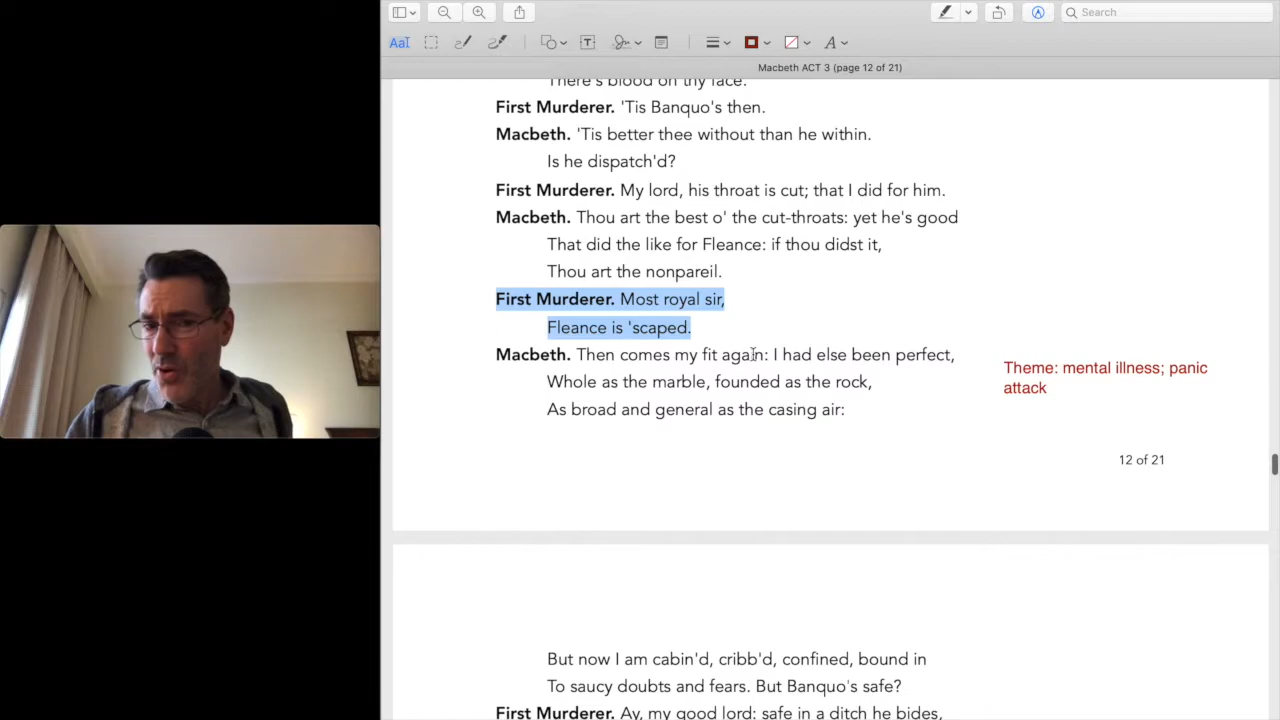 Search
AaI
T
A
Macbeth ACT 3 (page 12 of 21)
There's blood on thy face.
First Murderer. 'Tis Banquo's then.
Macbeth. 'Tis better thee without than he within.
Is he dispatch'd?
First Murderer. My lord, his throat is cut; that I did for him.
Macbeth. Thou art the best o' the cut-throats: yet he's good
That did the like for Fleance: if thou didst it,
Thou art the nonpareil.
First Murderer. Most royal sir,
Fleance is 'scaped.
Macbeth. Then comes my fit again: I had else been perfect,
Whole as the marble, founded as the rock,
As broad and general as the casing air:
Theme: mental illness; panic
attack
12 of 21
But now I am cabin'd, cribb'd, confined, bound in
To saucy doubts and fears. But Banquo's safe?
First Murderer. Ay, my good lord: safe in a ditch he bides,